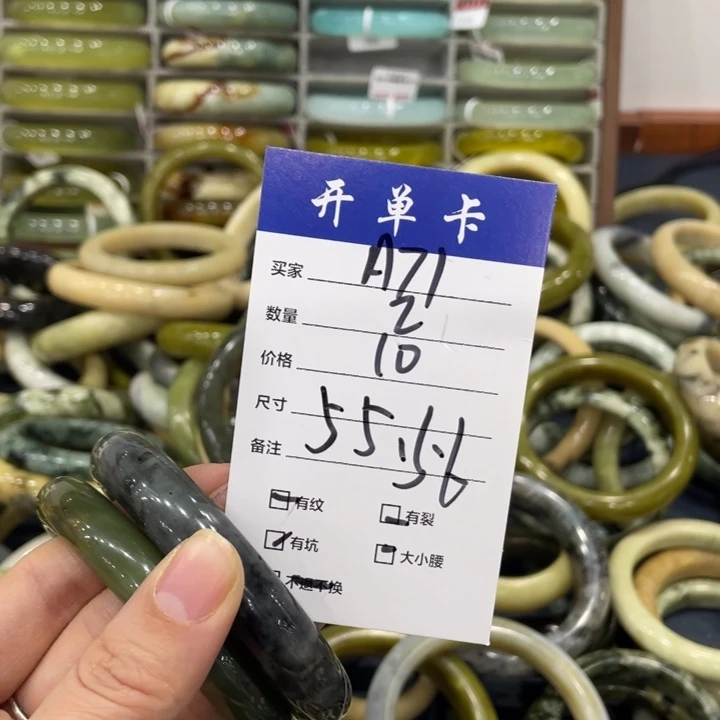 开单卡
买家 A71
数量 2
价格 10
尺寸 55.56
备注
有纹 有裂
有坑 大小腰
不退不换